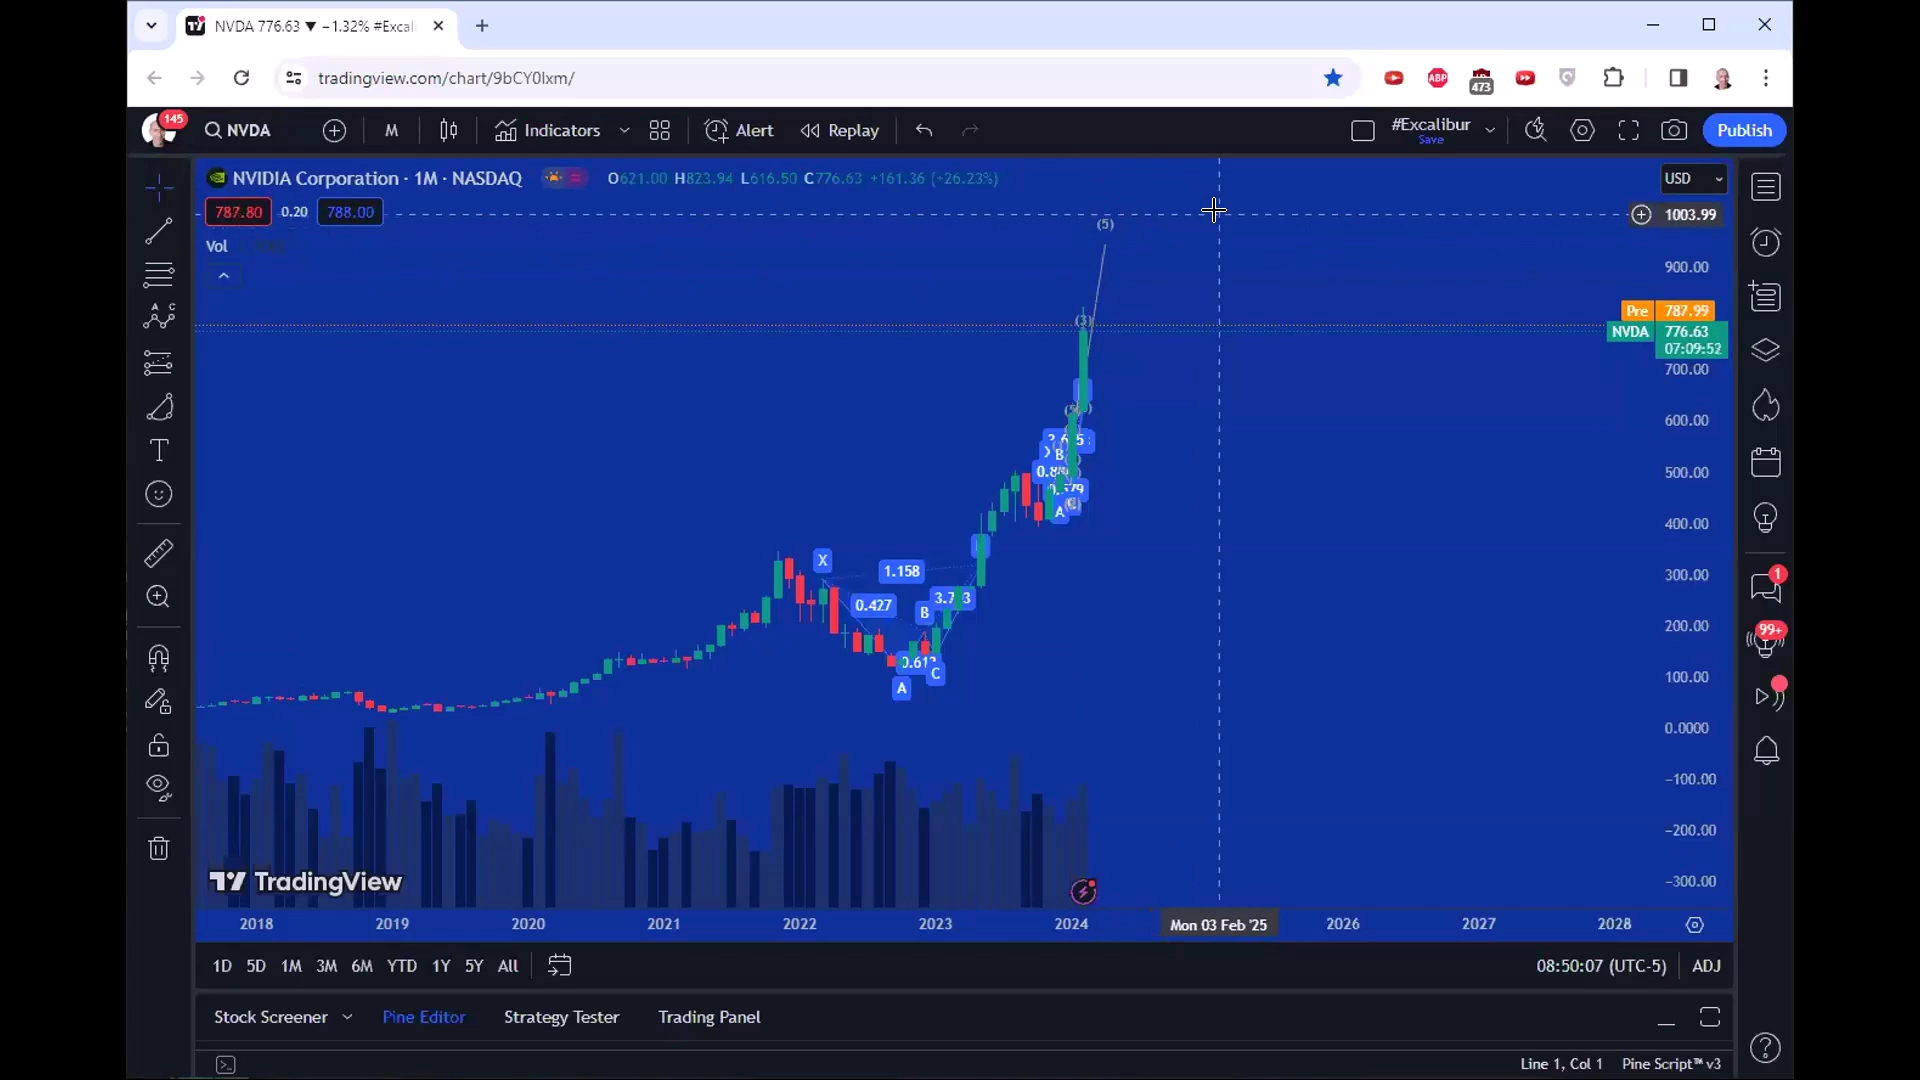 NVDA 776.63 ▼ −1.32% #Excal
tradingview.com/chart/9bCY0lxm/
ABP
473
145
NVDA
M
Indicators
Alert
Replay
#Excalibur
Save
Publish
NVIDIA Corporation · 1M · NASDAQ
O621.00 H823.94 L616.50 C776.63 +161.36 (+26.23%)
USD
787.80 0.20 788.00
1003.99
Vol
(5)
900.00
Pre 787.99
NVDA 776.63
07:09:52
(3)
700.00
600.00
500.00
400.00
300.00
200.00
100.00
0.0000
−100.00
−200.00
−300.00
B
A
X
1.158
0.427
B
A
C
1
99+
TradingView
2018 2019 2020 2021 2022 2023 2024 Mon 03 Feb '25 2026 2027 2028
1D 5D 1M 3M 6M YTD 1Y 5Y All
08:50:07 (UTC-5) ADJ
Stock Screener Pine Editor Strategy Tester Trading Panel
Line 1, Col 1 Pine Script™ v3